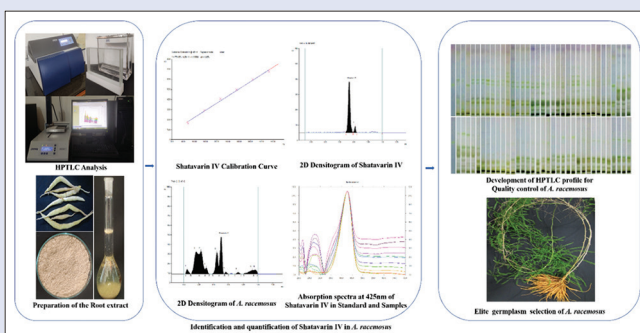 HPTLC Analysis
Preparation of the Root extract
Shatavarin IV Calibration Curve
2D Densitogram of Shatavarin IV
2D Densitogram of A. racemosus
Absorption spectra at 425nm of
Shatavarin IV in Standard and Samples
Identification and quantification of Shatavarin IV in A. racemosus
Development of HPTLC profile for
Quality control of A. racemosus
Elite germplasm selection of A. racemosus